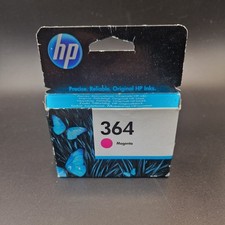 hp
Precise. Reliable. Original HP Inks.
364
Magenta